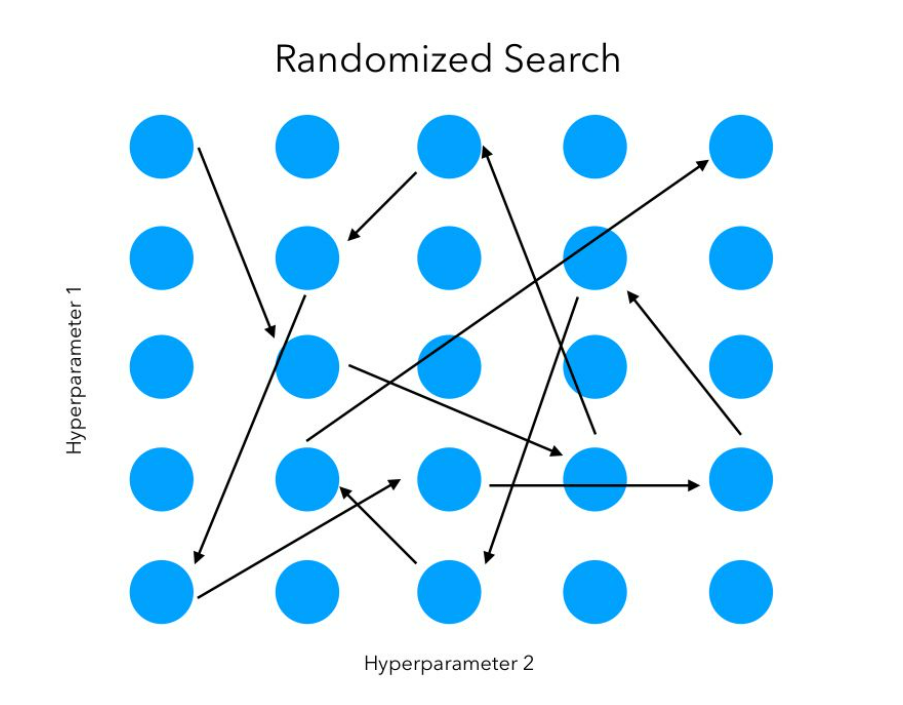 Randomized Search
Hyperparameter 1
Hyperparameter 2